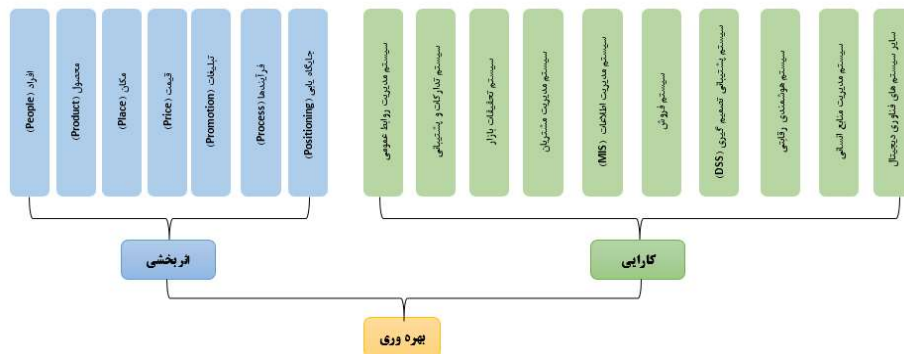 سایر سیستم های فناوری دیجیتال
سیستم مدیریت منابع انسانی
سیستم هوشمندی رقابتی
سیستم پشتیبانی تصمیم گیری (DSS)
سیستم فروش
سیستم مدیریت اطلاعات (MIS)
سیستم مدیریت مشتریان
سیستم تحقیقات بازار
سیستم تدارکات و پشتیبانی
سیستم مدیریت روابط عمومی
جایگاه یابی (Positioning)
فرآیندها (Process)
تبلیغات (Promotion)
قیمت (Price)
مکان (Place)
محصول (Product)
افراد (People)
کارایی
اثربخشی
بهره وری